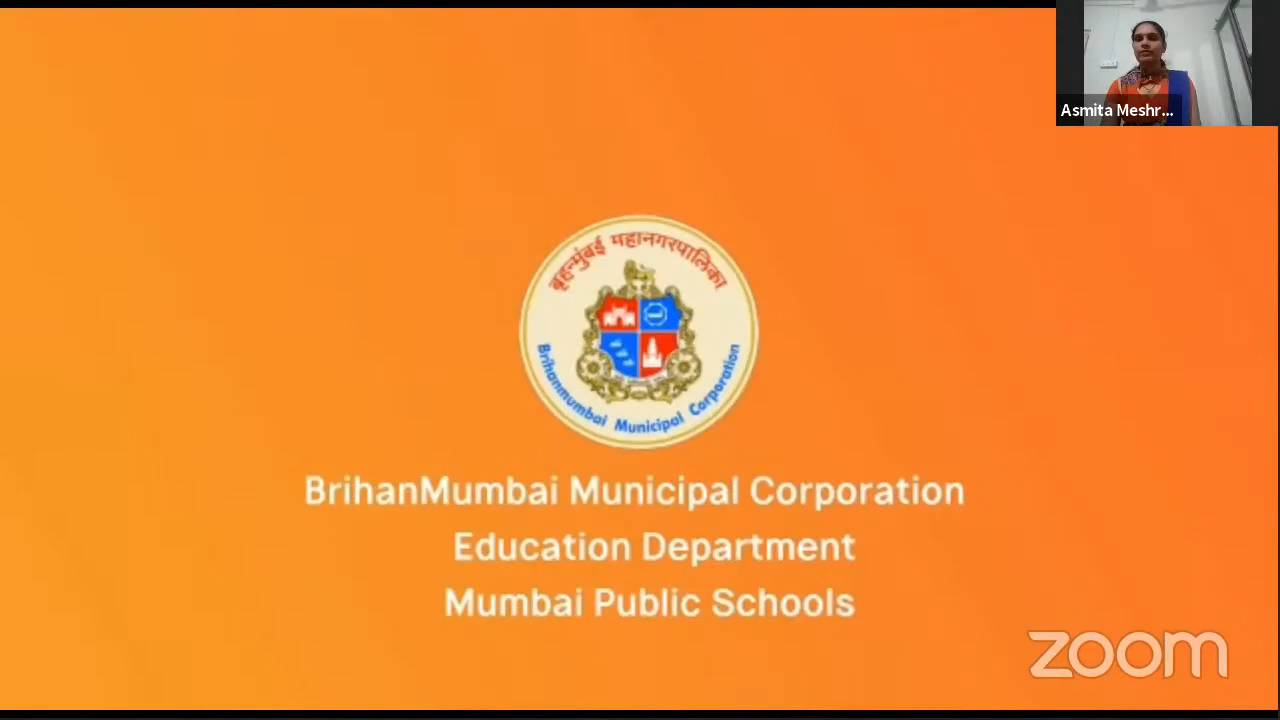 Asmita Meshr...
बृहन्मुंबई महानगरपालिका
Brihanmumbai Municipal Corporation
BrihanMumbai Municipal Corporation
Education Department
Mumbai Public Schools
zoom